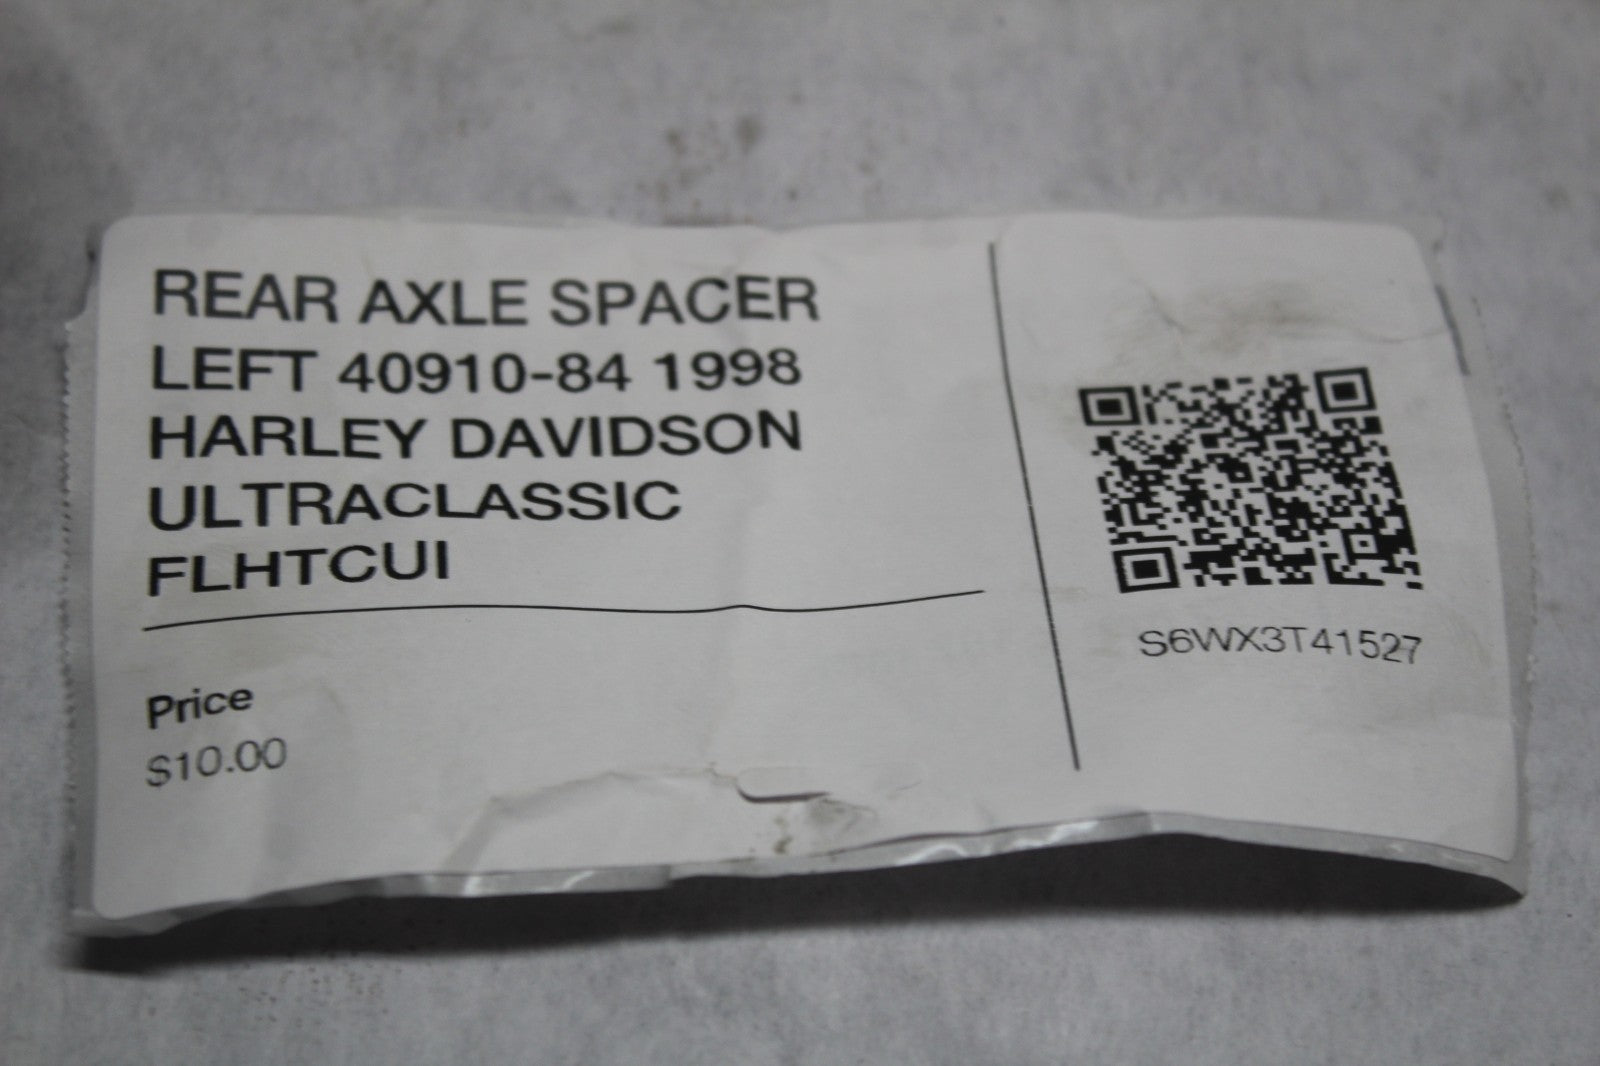 REAR AXLE SPACER
LEFT 40910-84 1998
HARLEY DAVIDSON
ULTRACLASSIC
FLHTCUI
Price
$10.00
S6WX3T41527